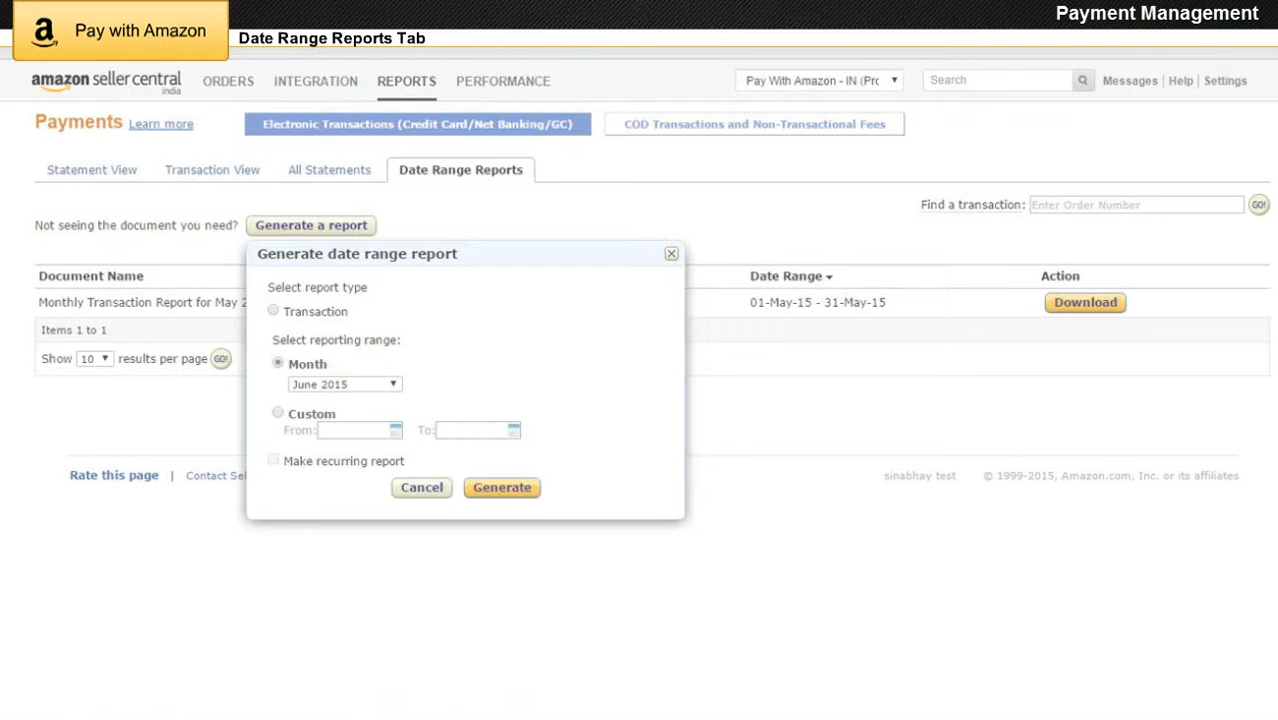 Payment Management
a Pay with Amazon
Date Range Reports Tab
amazon seller central india ORDERS INTEGRATION REPORTS PERFORMANCE Pay With Amazon - IN (Prc Search Messages | Help | Settings
Payments Learn more Electronic Transactions (Credit Card/Net Banking/GC) COD Transactions and Non-Transactional Fees
Statement View Transaction View All Statements Date Range Reports
Find a transaction: Enter Order Number GO!
Not seeing the document you need? Generate a report
Generate date range report
Document Name Date Range Action
Select report type
Monthly Transaction Report for May 2 01-May-15 - 31-May-15 Download
Transaction
Items 1 to 1
Select reporting range:
Show 10 results per page GO!
Month
June 2015
Custom
From: To:
Make recurring report
Rate this page | Contact Sel sinabhay test © 1999-2015, Amazon.com, Inc. or its affiliates
Cancel Generate